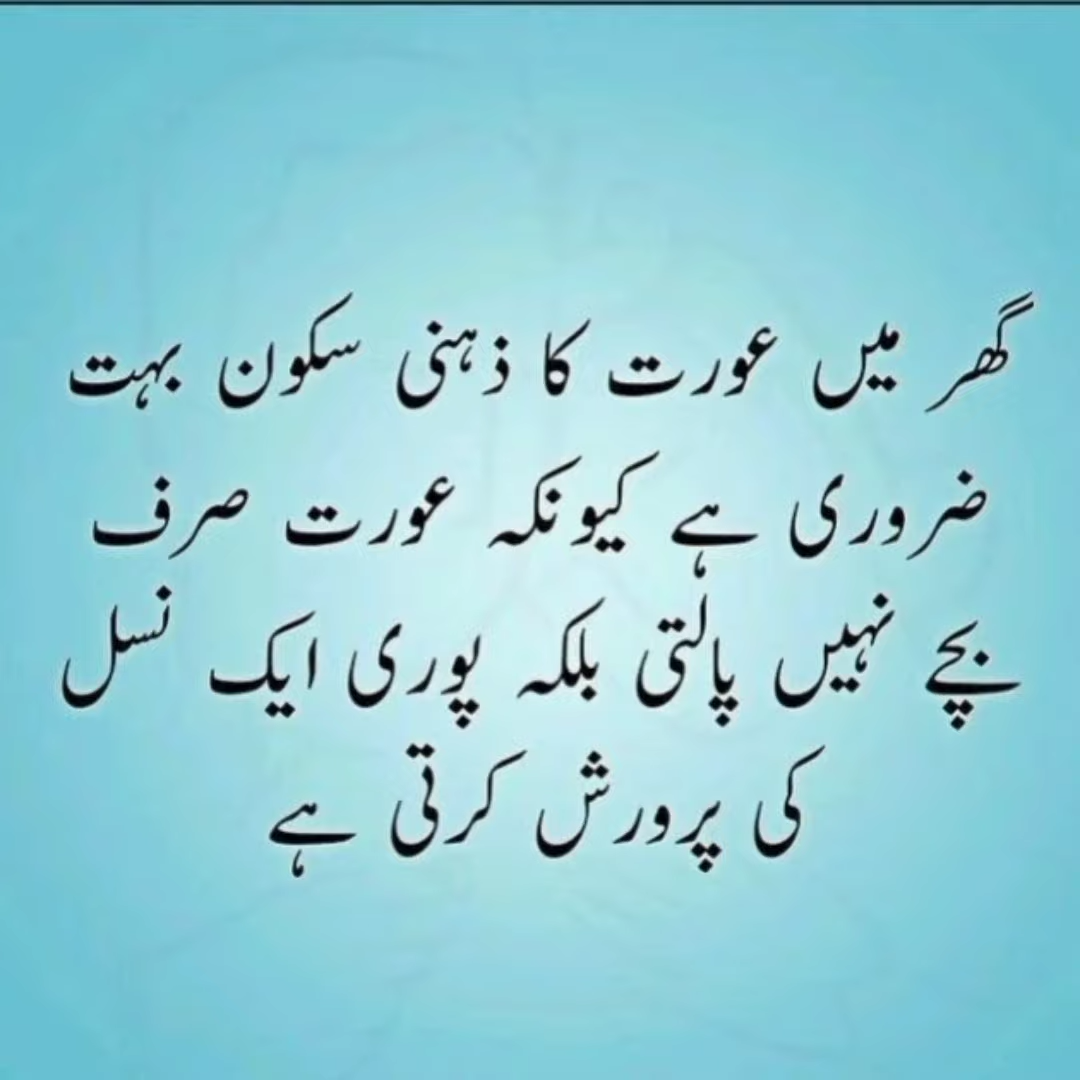 گھر میں عورت کا ذہنی سکون بہت
ضروری ہے کیونکہ عورت صرف
بچے نہیں پالتی بلکہ پوری ایک نسل
کی پرورش کرتی ہے